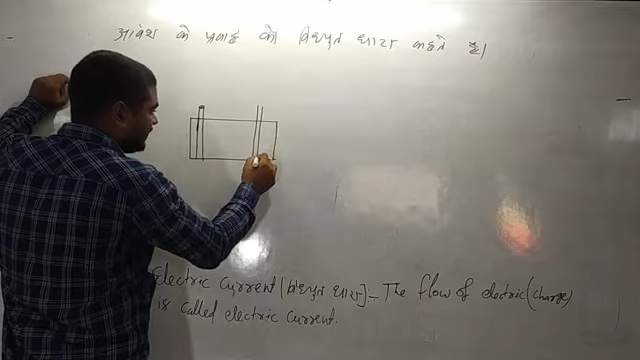 आवेश के प्रवाह को विधुत धारा कहते है।
Electric Current [विधुत धारा]:- The flow of electric (charge)
is called electric current.